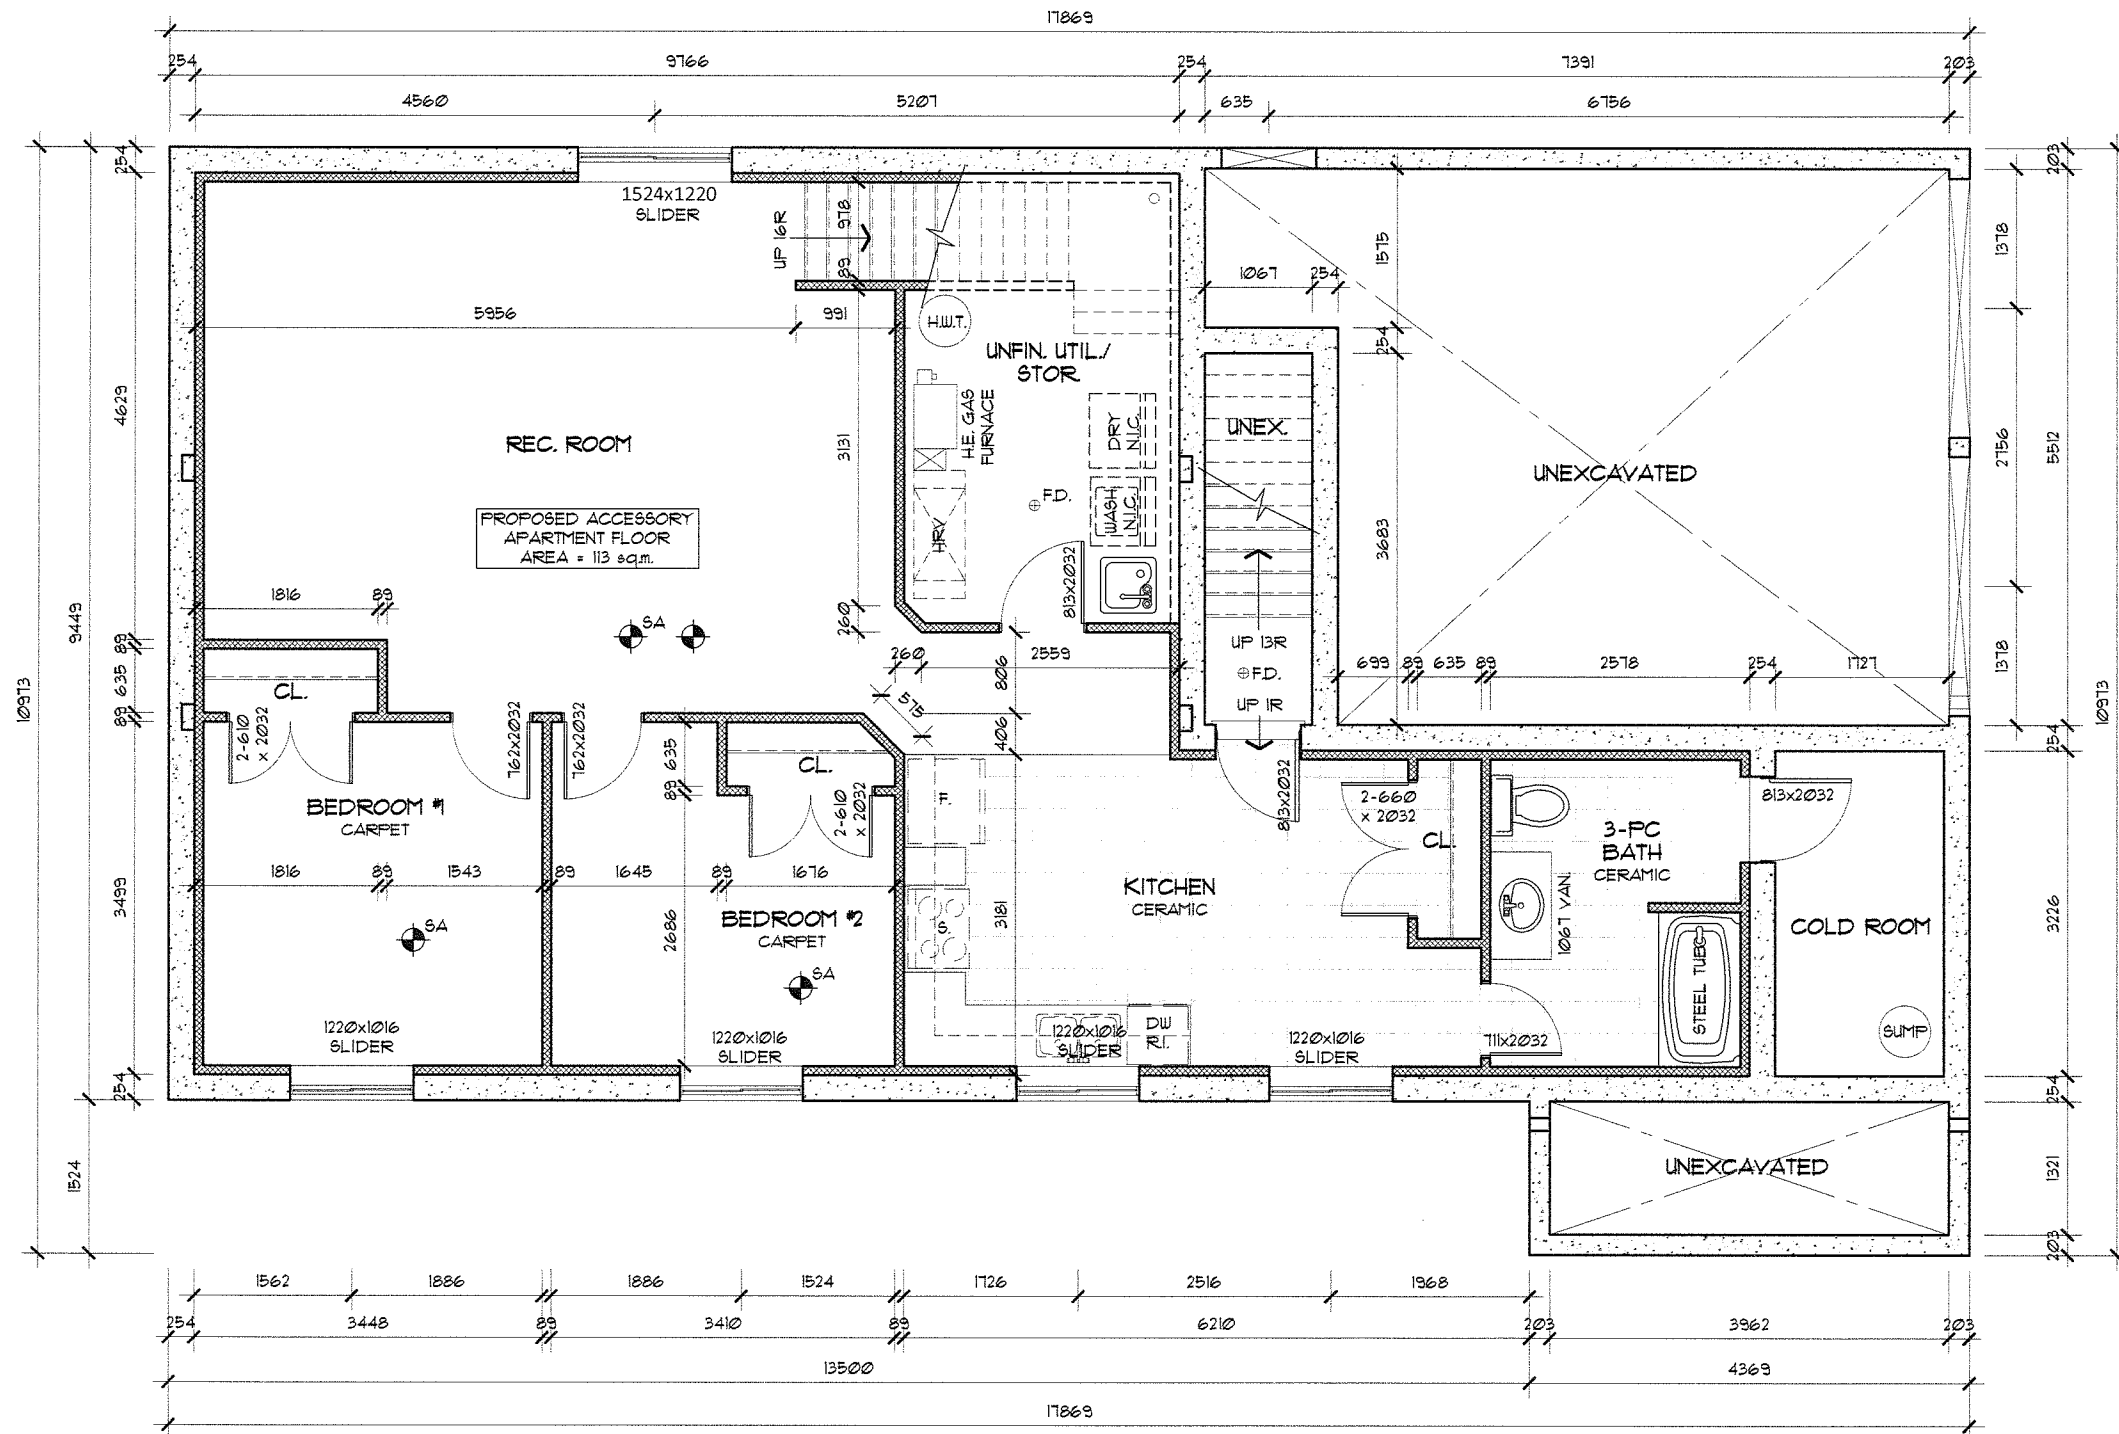 17869
254 9766 254 7391 203
4560 5207 635 6756
254
203
1524x1220
SLIDER
UP 16R
978
89
1067 254
1575
1378
5956 991
H.W.T.
UNFIN. UTIL./
STOR.
254
4629
REC. ROOM
3131
H.E. GAS
FURNACE
DRY
N.I.C.
UNEX.
UNEXCAVATED
2756
5512
PROPOSED ACCESSORY
APARTMENT FLOOR
AREA = 113 sq.m.
HRV
F.D.
WASH
N.I.C.
3683
813x2032
1816 89
260
9449
SA
UP 13R
F.D.
UP 1R
89
635
89
260 2559
806
575
406
699 89 635 89 2578 254 1727
1378
10973
10973
CL.
2-610
x 2032
762x2032
762x2032
635
89
CL.
2-610
x 2032
F.
813x2032
2-660
x 2032
CL.
813x2032
254
BEDROOM #1
CARPET
3-PC
BATH
CERAMIC
1816 89 1543 89 1645 89 1676
3499
2686
3181
KITCHEN
CERAMIC
BEDROOM #2
CARPET
S.
1067 VAN.
COLD ROOM
3226
SA
SA
STEEL TUB
SUMP
1220x1016
SLIDER
1220x1016
SLIDER
1220x1016
SLIDER
DW
R.I.
1220x1016
SLIDER
711x2032
254
254
1524
UNEXCAVATED
1321
203
1562 1886 1886 1524 1726 2516 1968
254 3448 89 3410 89 6210 203 3962 203
13500 4369
17869